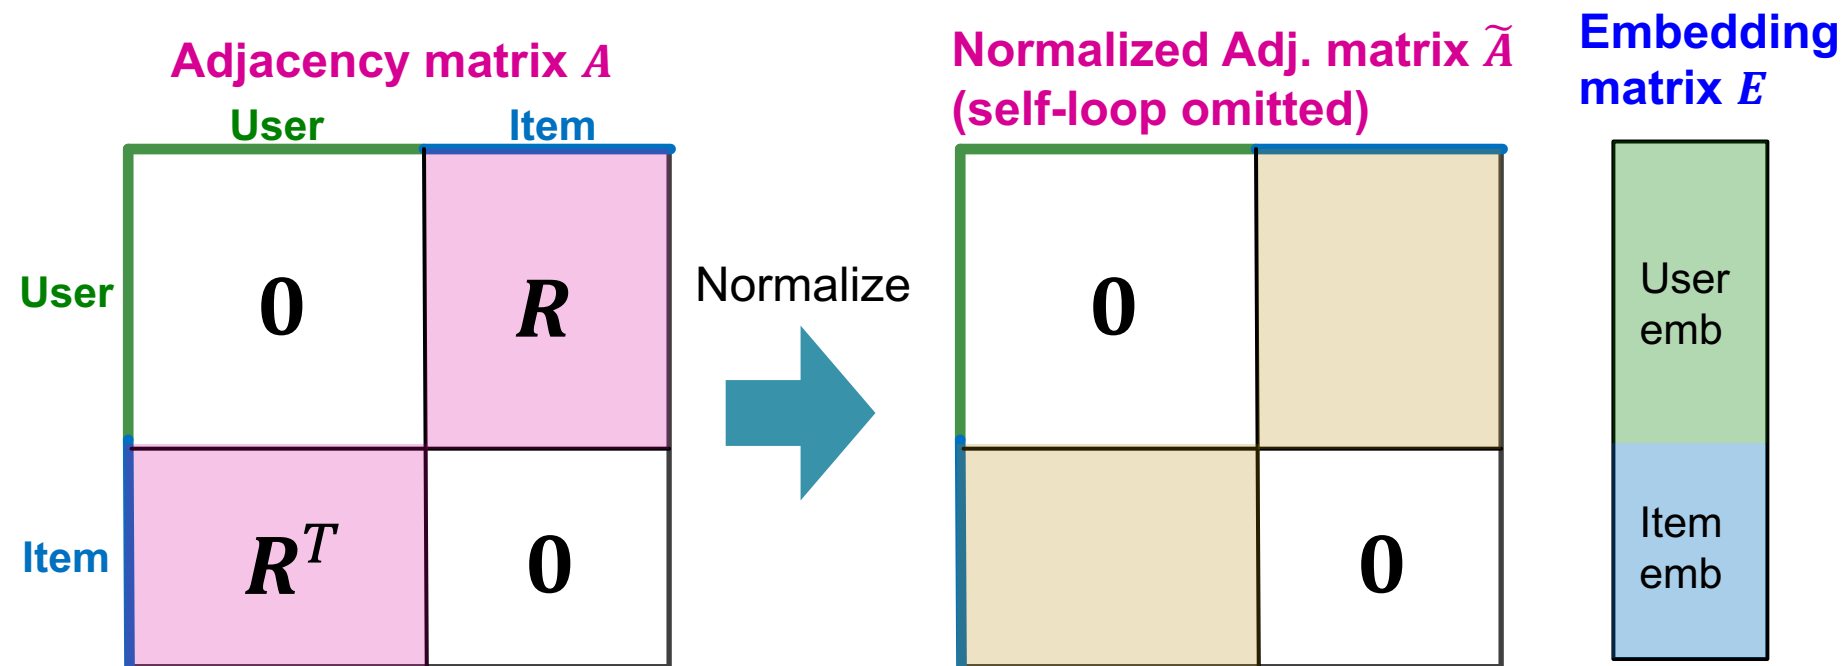 Adjacency matrix A
User Item
User
0 R
Item
R^T 0
Normalize
Normalized Adj. matrix Ã
(self-loop omitted)
0
0
Embedding
matrix E
User
emb
Item
emb